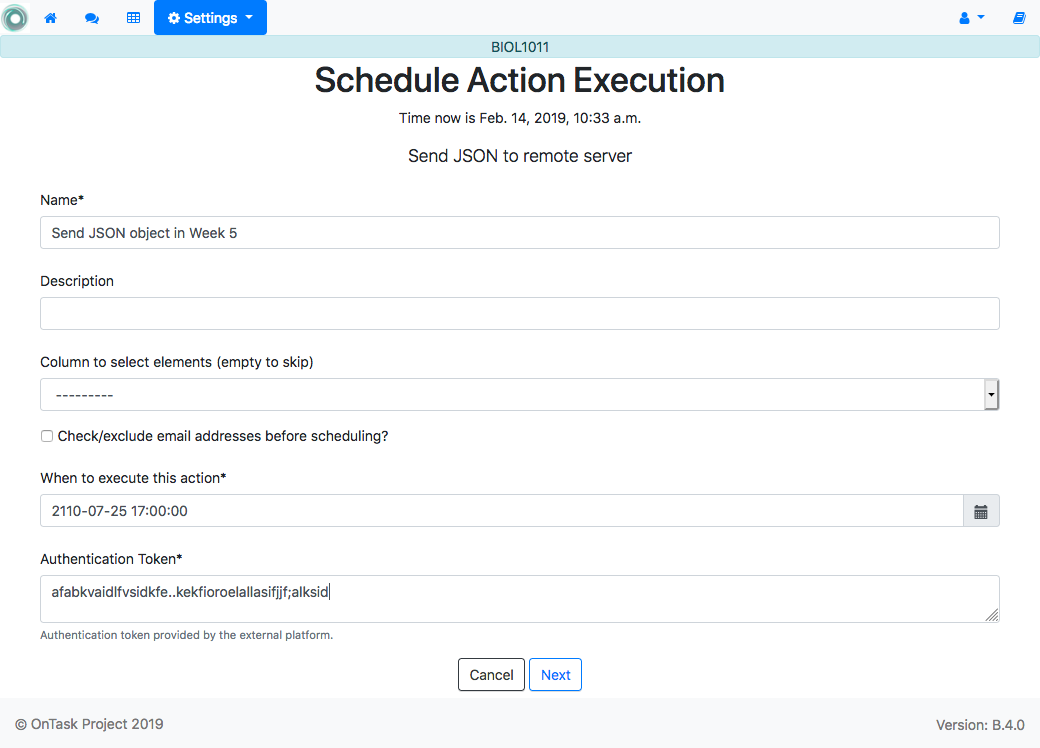 Settings
BIOL1011
Schedule Action Execution
Time now is Feb. 14, 2019, 10:33 a.m.
Send JSON to remote server
Name*
Send JSON object in Week 5
Description
Column to select elements (empty to skip)
---------
Check/exclude email addresses before scheduling?
When to execute this action*
2110-07-25 17:00:00
Authentication Token*
afabkvaidlfvsidkfe..kekfioroelallasifjjf;alksid
Authentication token provided by the external platform.
Cancel Next
© OnTask Project 2019 Version: B.4.0